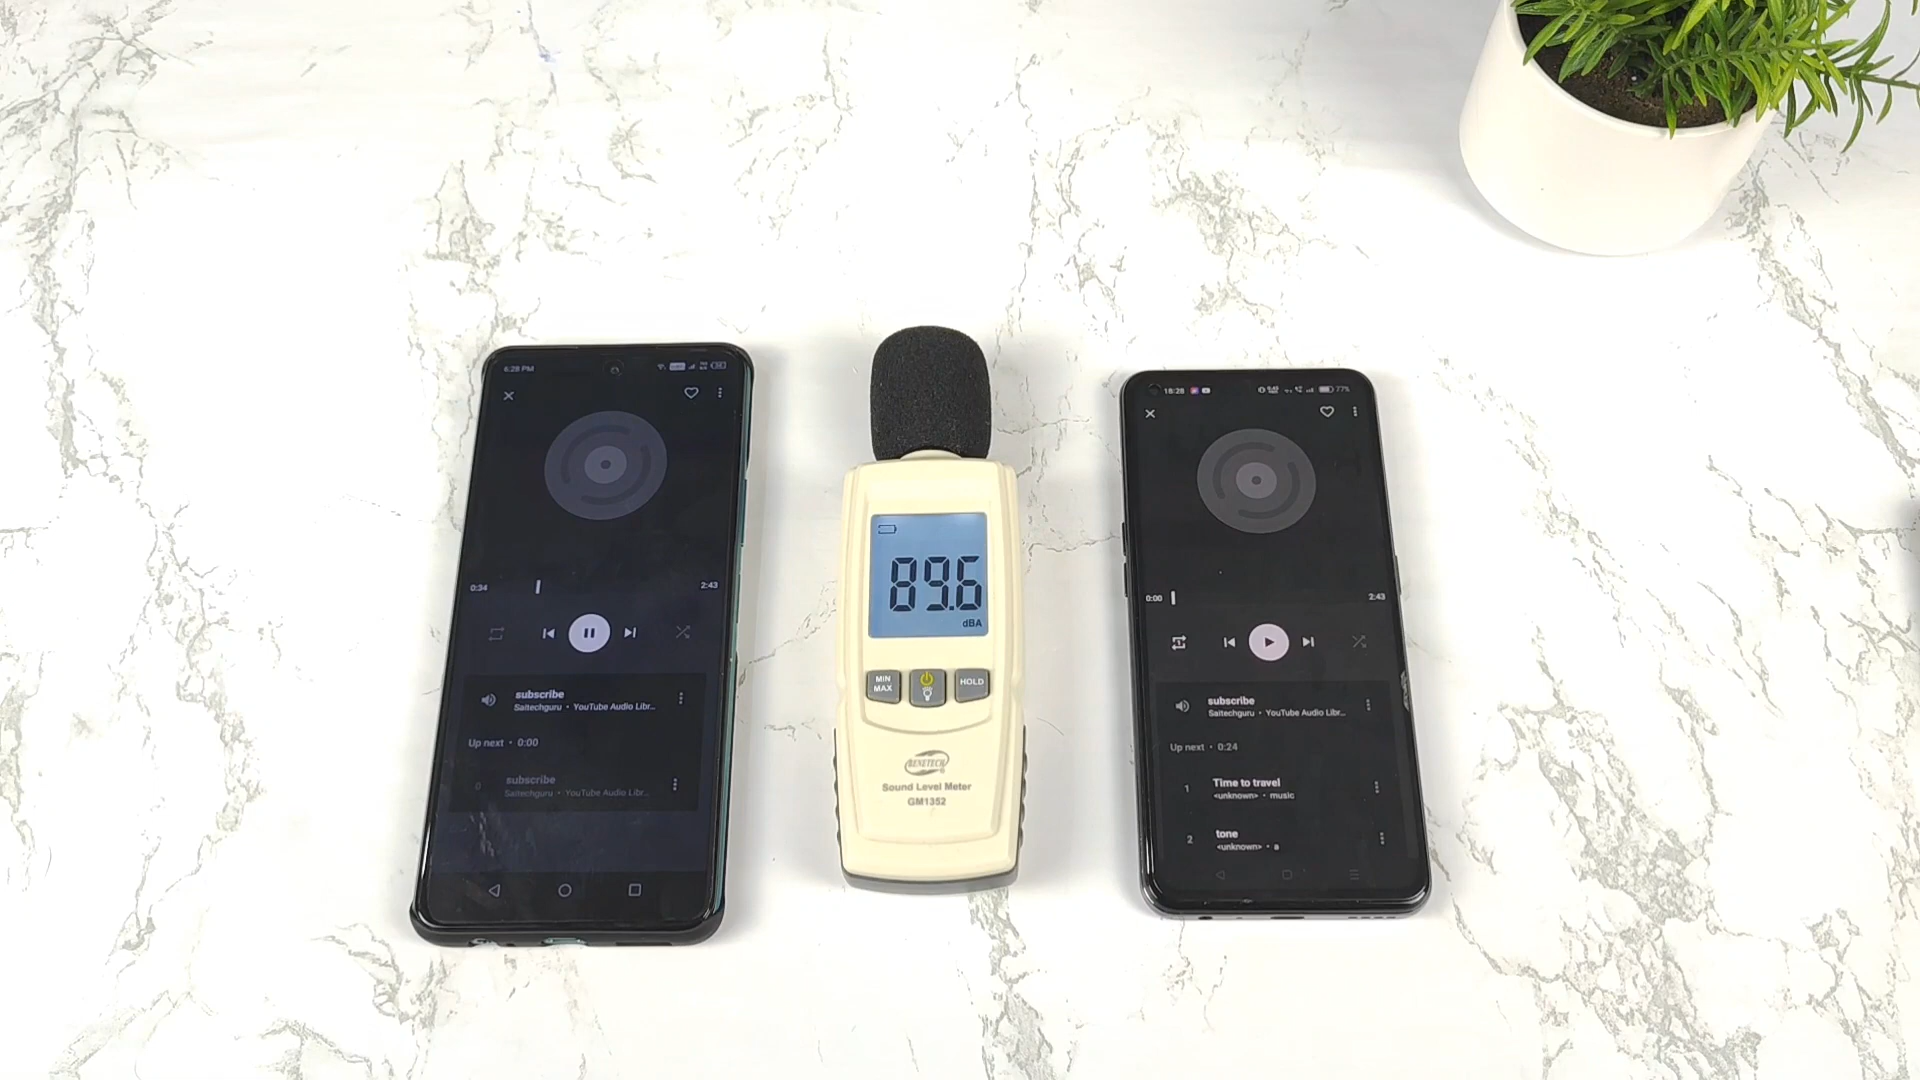 6:28 PM
0:34
2:43
subscribe
Saitechguru • YouTube Audio Libr...
Up next • 0:00
0
subscribe
Saitechguru • YouTube Audio Libr...
89.6
dBA
MIN
MAX
HOLD
BENETECH
Sound Level Meter
GM1352
18:28
77%
0:00
2:43
subscribe
Saitechguru • YouTube Audio Libr...
Up next • 0:24
1
Time to travel
<unknown> • music
2
tone
<unknown> • a